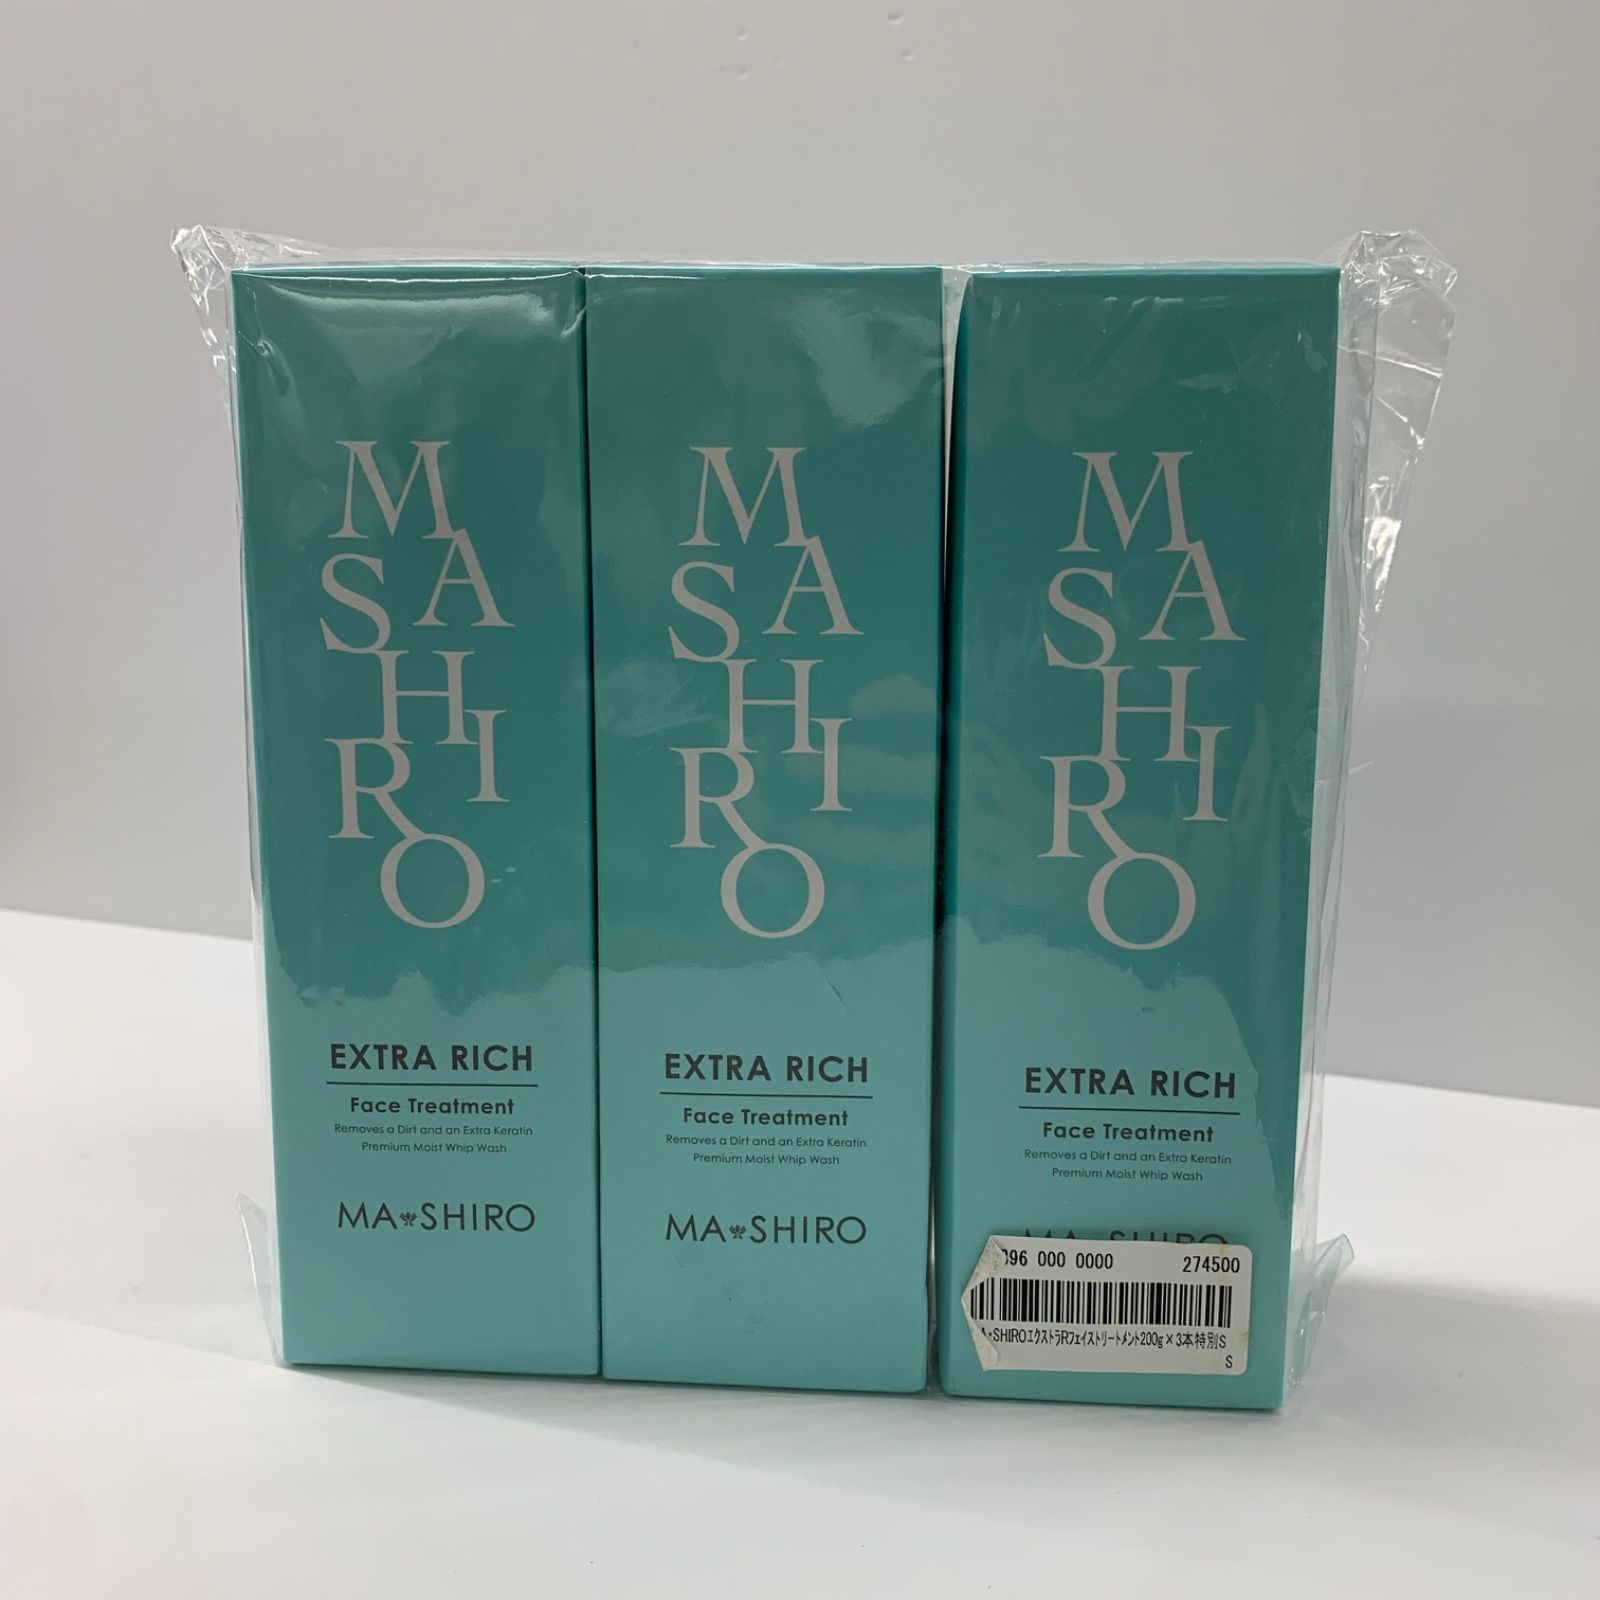 MASHIRO
EXTRA RICH
Face Treatment
Removes a Dirt and an Extra Keratin
Premium Moist Whip Wash
MA SHIRO
MASHIRO
EXTRA RICH
Face Treatment
Removes a Dirt and an Extra Keratin
Premium Moist Whip Wash
MA SHIRO
MASHIRO
EXTRA RICH
Face Treatment
Removes a Dirt and an Extra Keratin
Premium Moist Whip Wash
MA SHIRO
96 000 0000 274500
A・SHIROエクストラRフェイストリートメント200g×3本特別S
S